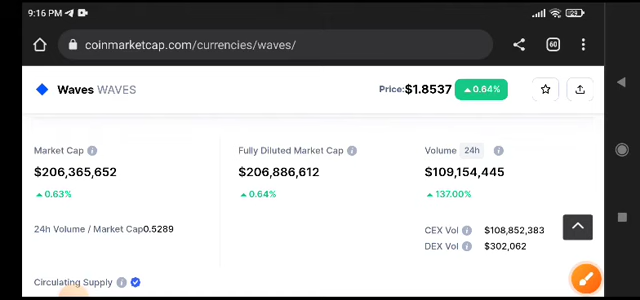 9:16 PM 29
coinmarketcap.com/currencies/waves/ 60
Waves WAVES Price:$1.8537 0.64%
Market Cap Fully Diluted Market Cap Volume 24h
$206,365,652 $206,886,612 $109,154,445
0.63% 0.64% 137.00%
24h Volume / Market Cap0.5289 CEX Vol $108,852,383
DEX Vol $302,062
Circulating Supply